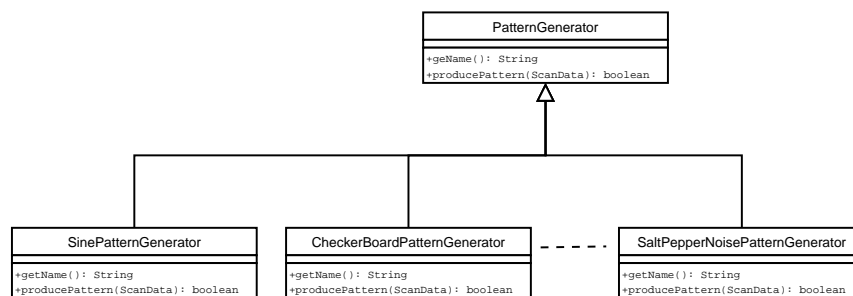 PatternGenerator
+geName(): String
+producePattern(ScanData): boolean
SinePatternGenerator
+getName(): String
+producePattern(ScanData): boolean
CheckerBoardPatternGenerator
+getName(): String
+producePattern(ScanData): boolean
SaltPepperNoisePatternGenerator
+getName(): String
+producePattern(ScanData): boolean